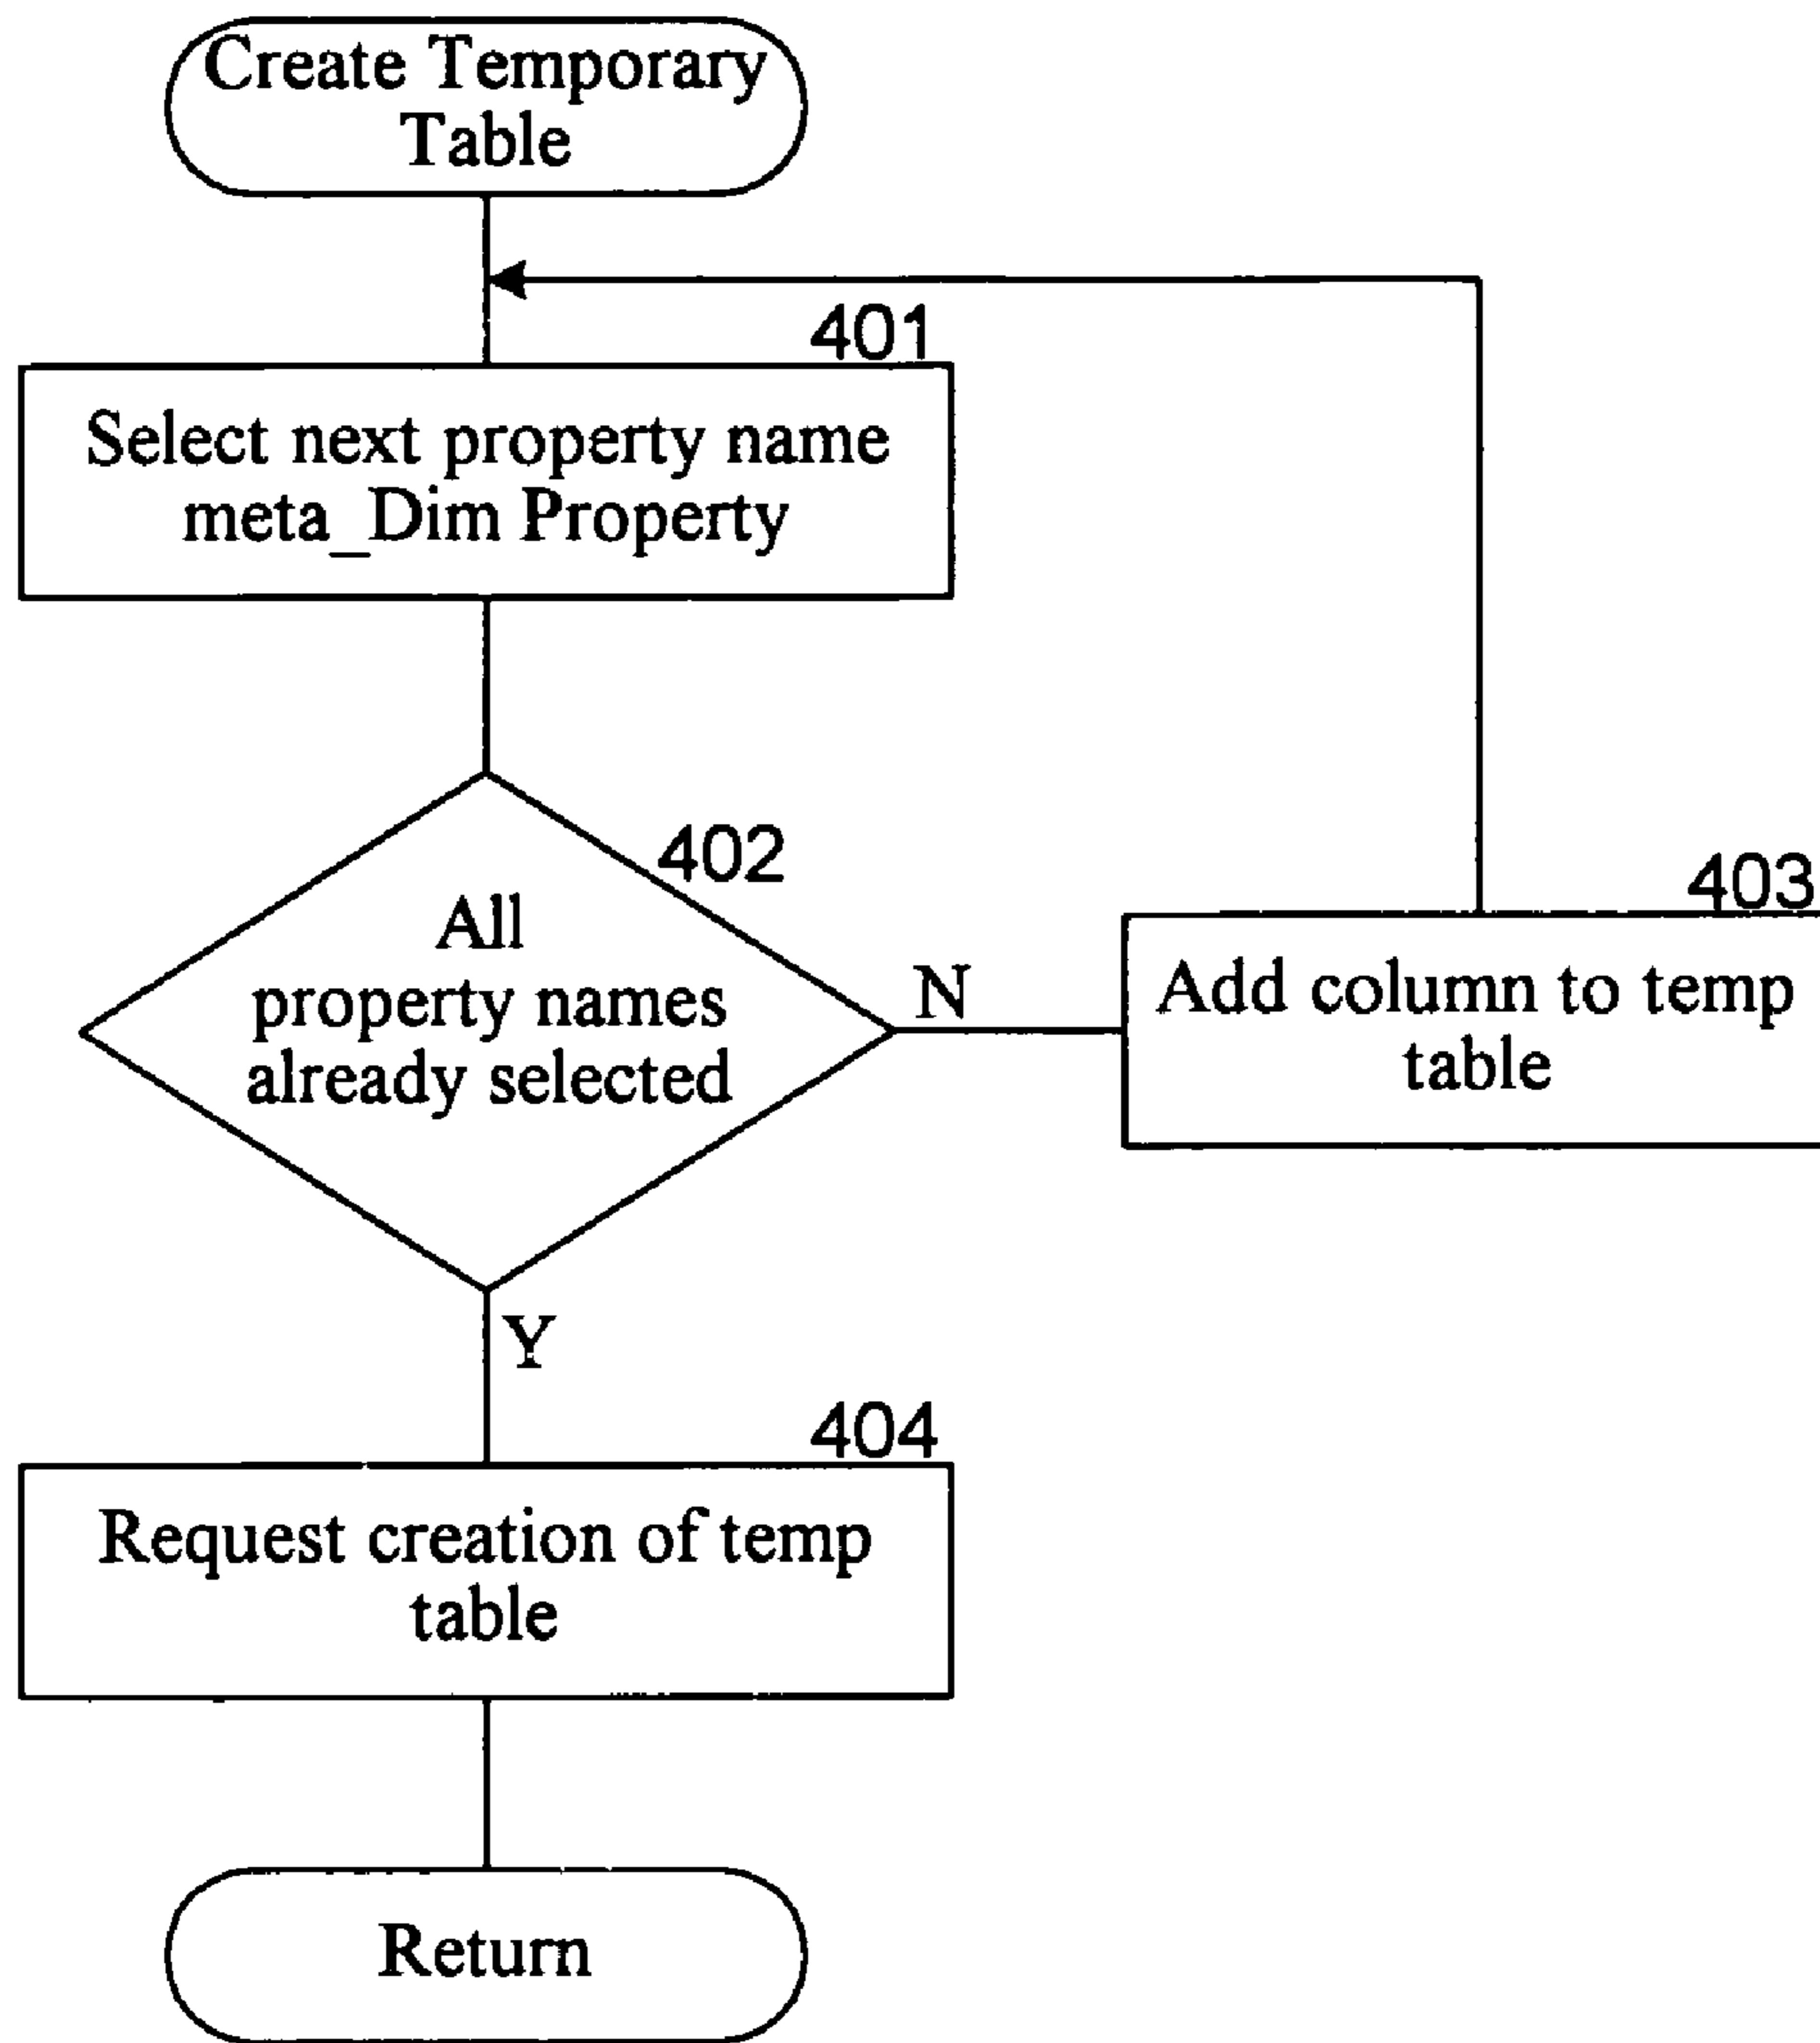 Create Temporary
Table
401
Select next property name
meta_Dim Property
402
All
property names
already selected
N
403
Add column to temp
table
Y
404
Request creation of temp
table
Return